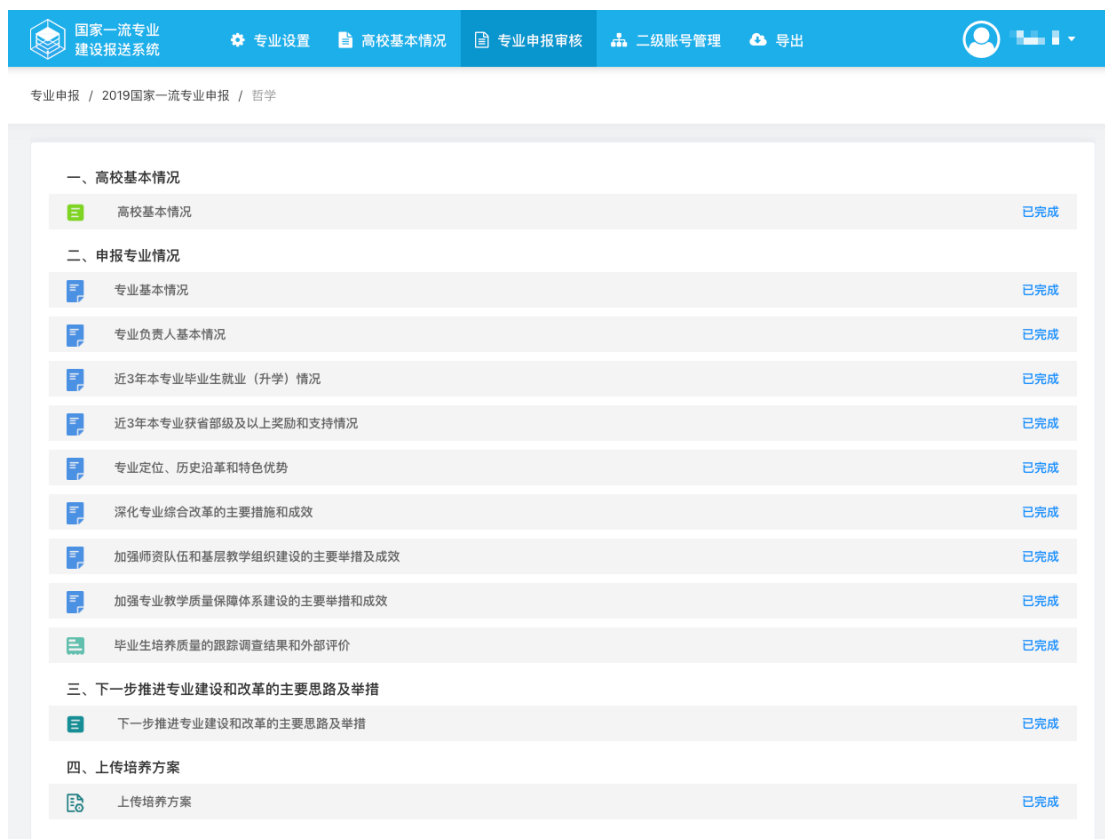 国家一流专业
建设报送系统
专业设置 高校基本情况 专业申报审核 二级账号管理 导出
专业申报 / 2019国家一流专业申报 / 哲学
一、高校基本情况
高校基本情况 已完成
二、申报专业情况
专业基本情况 已完成
专业负责人基本情况 已完成
近3年本专业毕业生就业（升学）情况 已完成
近3年本专业获省部级及以上奖励和支持情况 已完成
专业定位、历史沿革和特色优势 已完成
深化专业综合改革的主要措施和成效 已完成
加强师资队伍和基层教学组织建设的主要举措及成效 已完成
加强专业教学质量保障体系建设的主要举措和成效 已完成
毕业生培养质量的跟踪调查结果和外部评价 已完成
三、下一步推进专业建设和改革的主要思路及举措
下一步推进专业建设和改革的主要思路及举措 已完成
四、上传培养方案
上传培养方案 已完成